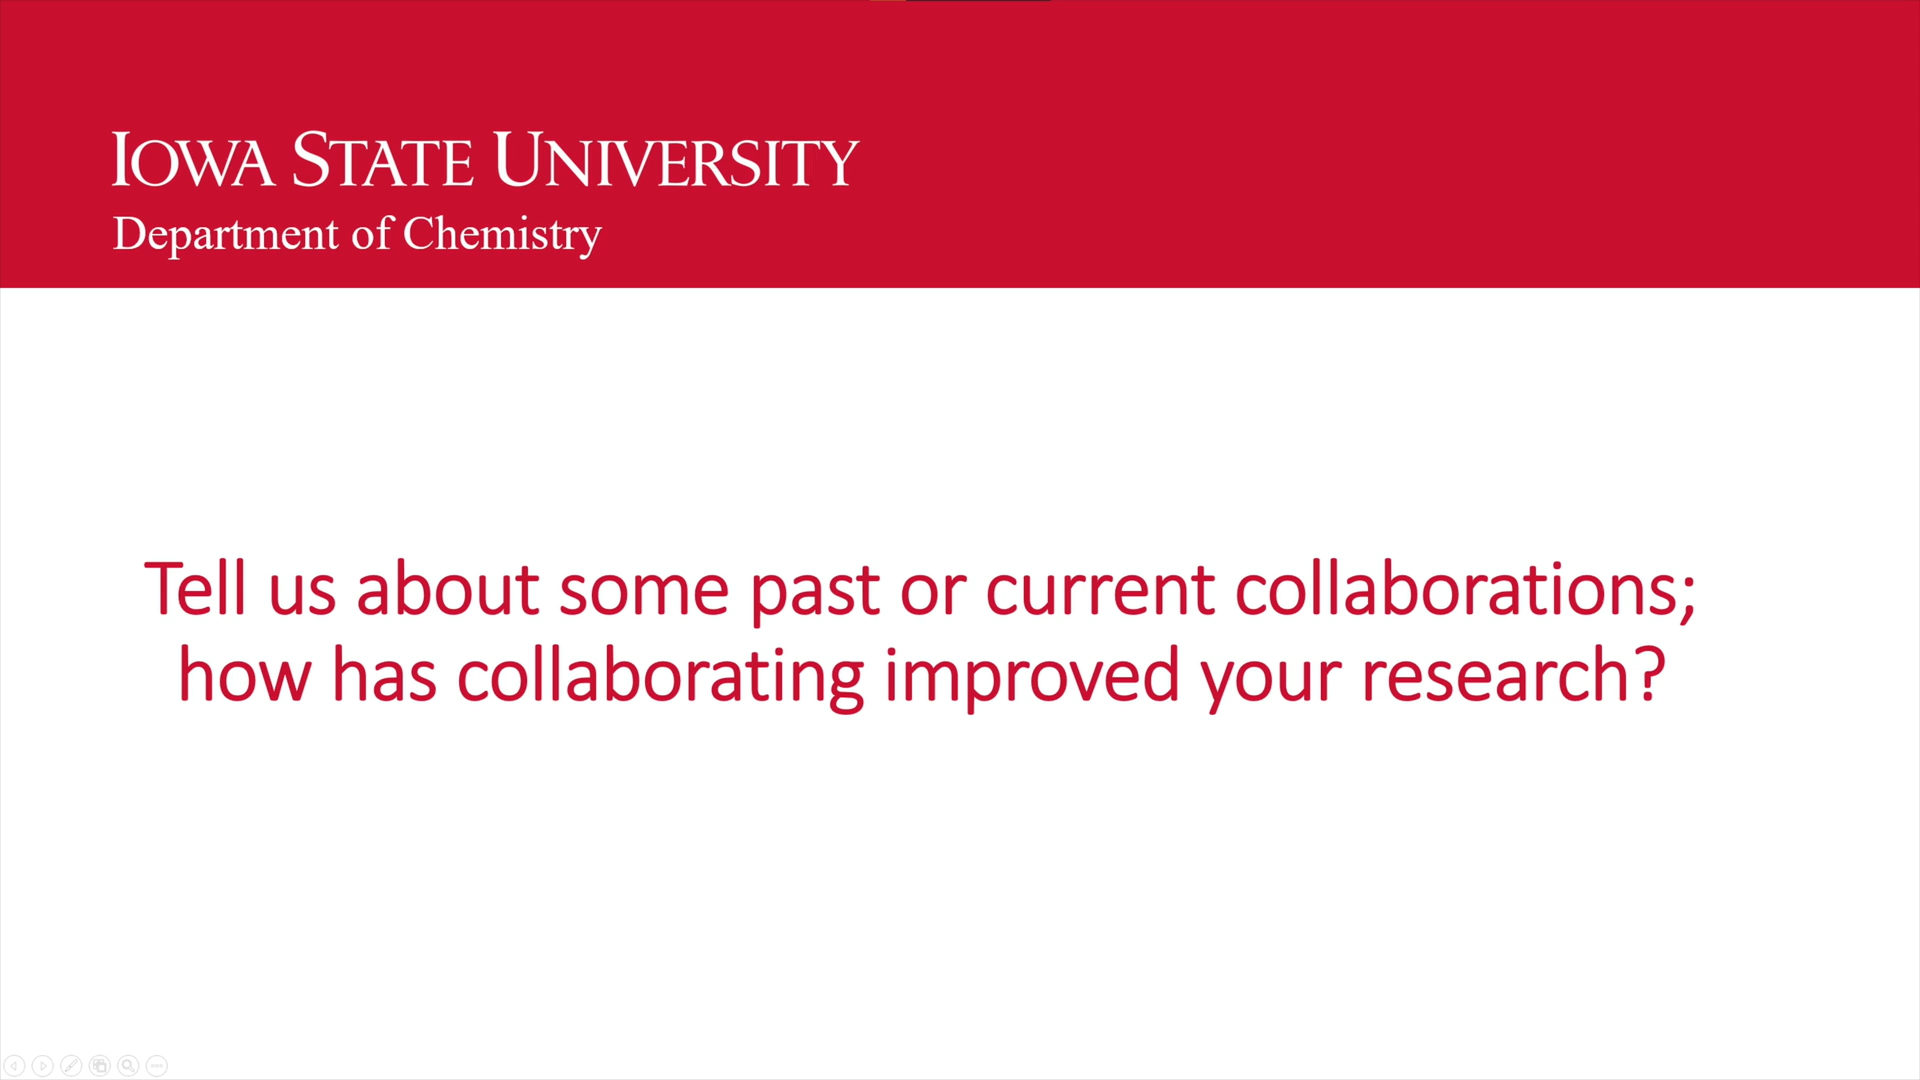 IOWA STATE UNIVERSITY
Department of Chemistry
Tell us about some past or current collaborations;
how has collaborating improved your research?